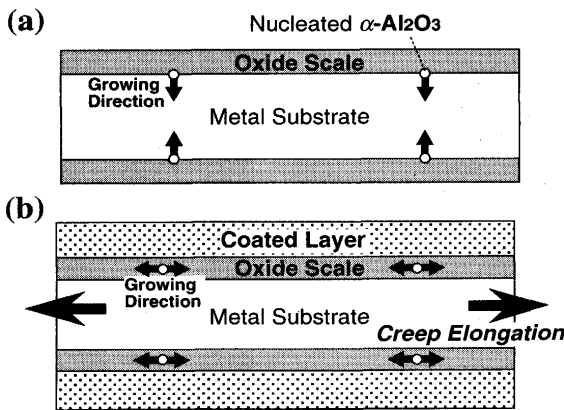 (a)
Nucleated α-Al2O3
Oxide Scale
Growing
Direction
Metal Substrate
(b)
Coated Layer
Oxide Scale
Growing
Direction
Metal Substrate
Creep Elongation